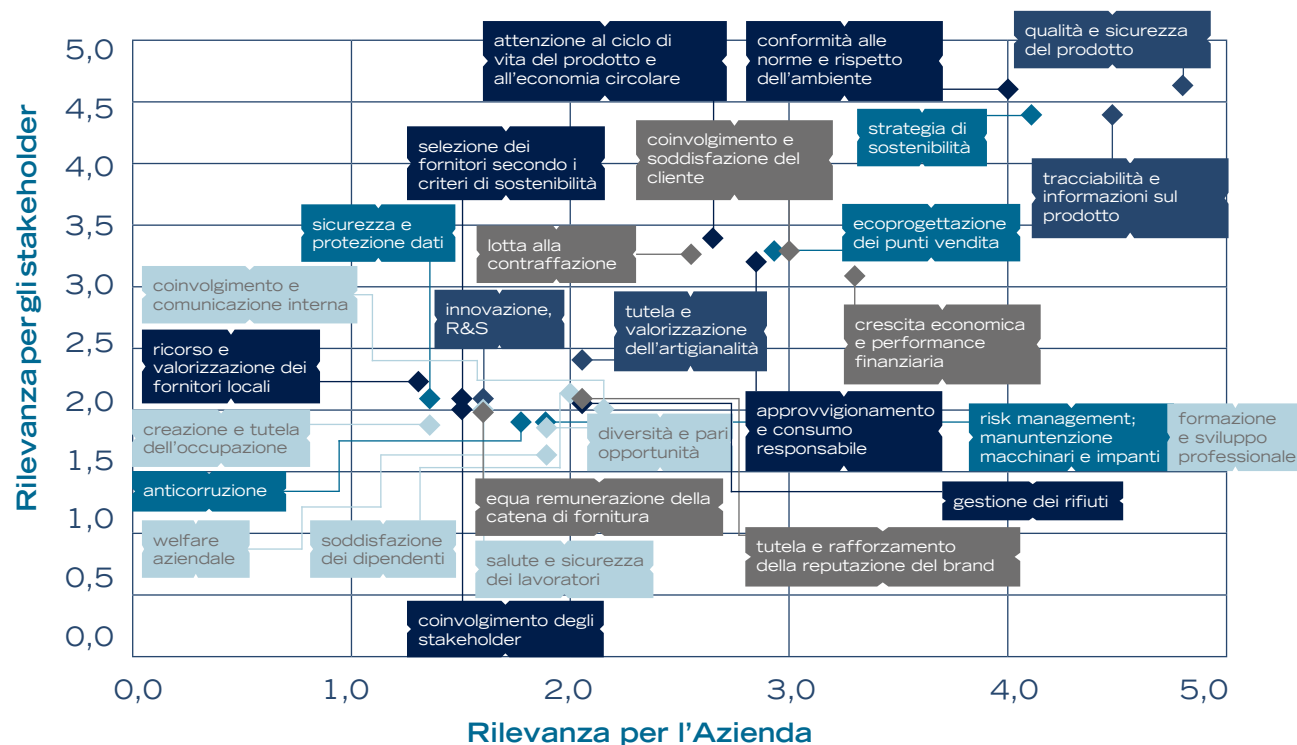 Rilevanza per gli stakeholder
5,0
4,5
4,0
3,5
3,0
2,5
2,0
1,5
1,0
0,5
0,0
attenzione al ciclo di
vita del prodotto e
all'economia circolare
conformità alle
norme e rispetto
dell'ambiente
qualità e sicurezza
del prodotto
selezione dei
fornitori secondo i
criteri di sostenibilità
coinvolgimento e
soddisfazione del
cliente
strategia di
sostenibilità
tracciabilità e
informazioni sul
prodotto
sicurezza e
protezione dati
lotta alla
contraffazione
ecoprogettazione
dei punti vendita
coinvolgimento e
comunicazione interna
innovazione,
R&S
tutela e
valorizzazione
dell'artigianalità
crescita economica
e performance
finanziaria
ricorso e
valorizzazione dei
fornitori locali
creazione e tutela
dell'occupazione
diversità e pari
opportunità
approvvigionamento
e consumo
responsabile
risk management;
manuntenzione
macchinari e impanti
formazione
e sviluppo
professionale
anticorruzione
equa remunerazione della
catena di fornitura
gestione dei rifiuti
welfare
aziendale
soddisfazione
dei dipendenti
salute e sicurezza
dei lavoratori
tutela e rafforzamento
della reputazione del brand
coinvolgimento degli
stakeholder
0,0
1,0
2,0
3,0
4,0
5,0
Rilevanza per l'Azienda